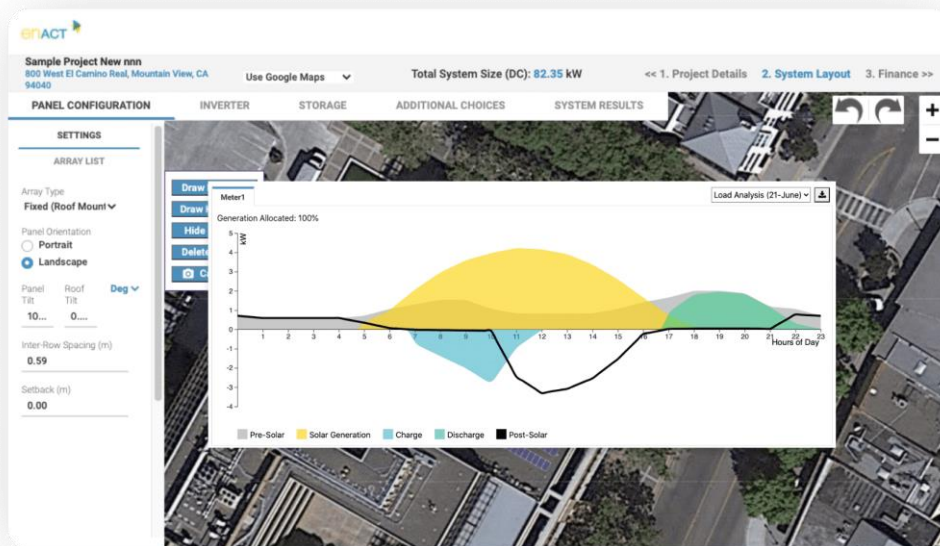 enACT
Sample Project New nnn
800 West El Camino Real, Mountain View, CA
94040
Use Google Maps
Total System Size (DC): 82.35 kW
<< 1. Project Details
2. System Layout
3. Finance >>
PANEL CONFIGURATION
INVERTER
STORAGE
ADDITIONAL CHOICES
SYSTEM RESULTS
SETTINGS
ARRAY LIST
Array Type
Fixed (Roof Mount
Panel Orientation
Portrait
Landscape
Panel Tilt
Roof Tilt
Deg
10...
0....
Inter-Row Spacing (m)
0.59
Setback (m)
0.00
Draw
Draw
Hide
Delete
+
−
Meter1
Load Analysis (21-June)
Generation Allocated: 100%
kW
5
4
3
2
1
0
-1
-2
-3
-4
1 2 3 4 5 6 7 8 9 10 11 12 13 14 15 16 17 18 19 20 21 22 23
Hours of Day
Pre-Solar
Solar Generation
Charge
Discharge
Post-Solar